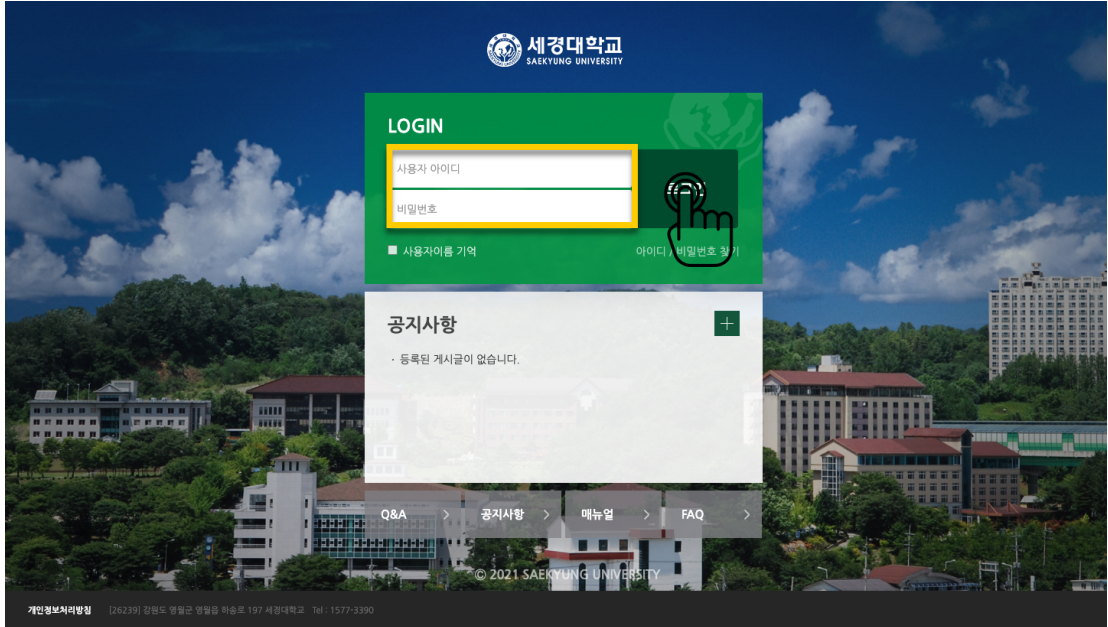 세경대학교
SAEKYUNG UNIVERSITY
LOGIN
사용자 아이디
비밀번호
사용자이름 기억
아이디 / 비밀번호 찾기
공지사항
· 등록된 게시글이 없습니다.
Q&A
공지사항
매뉴얼
FAQ
© 2021 SAEKYUNG UNIVERSITY
개인정보처리방침 [26239] 강원도 영월군 영월읍 하송로 197 세경대학교 Tel : 1577-3390